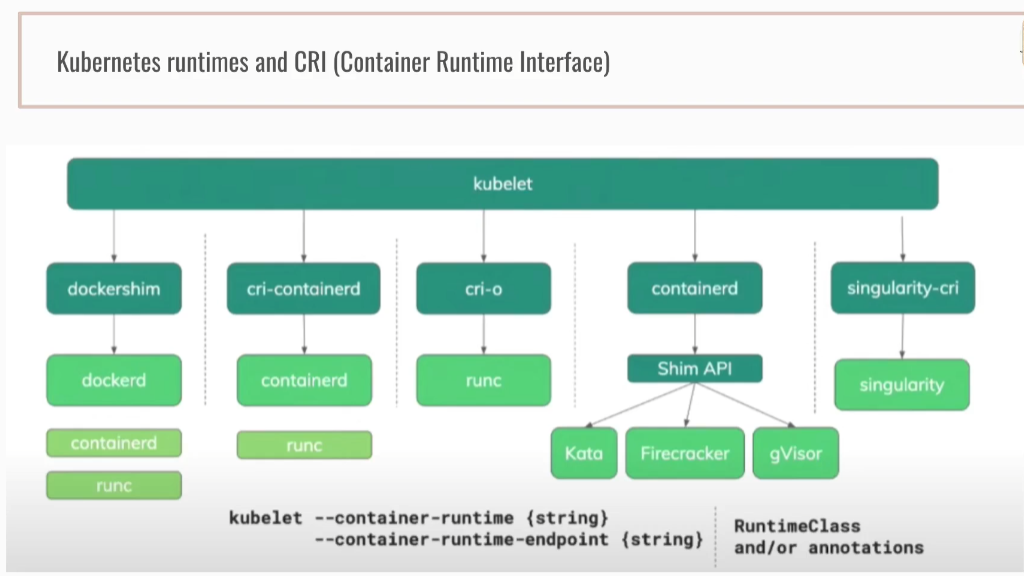 Kubernetes runtimes and CRI (Container Runtime Interface)
kubelet
dockershim
cri-containerd
cri-o
containerd
singularity-cri
dockerd
containerd
runc
Shim API
singularity
containerd
runc
Kata
Firecracker
gVisor
runc
kubelet --container-runtime {string}
--container-runtime-endpoint {string}
RuntimeClass
and/or annotations